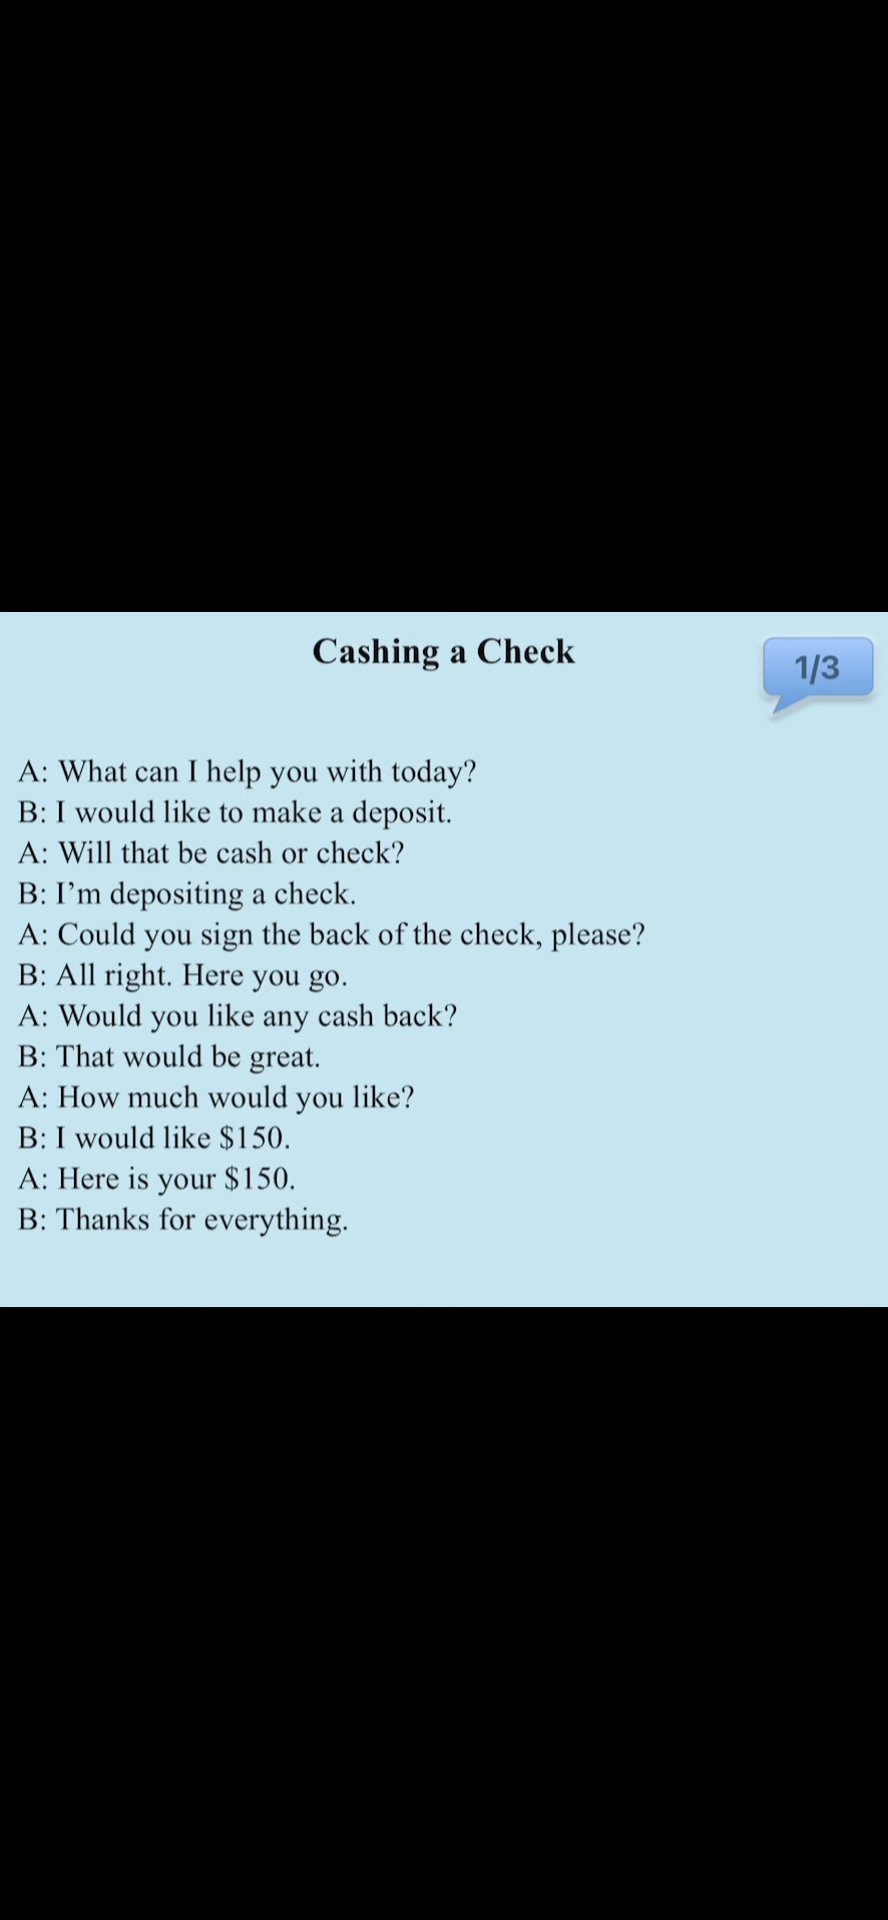 Cashing a Check
1/3
A: What can I help you with today?
B: I would like to make a deposit.
A: Will that be cash or check?
B: I’m depositing a check.
A: Could you sign the back of the check, please?
B: All right. Here you go.
A: Would you like any cash back?
B: That would be great.
A: How much would you like?
B: I would like $150.
A: Here is your $150.
B: Thanks for everything.